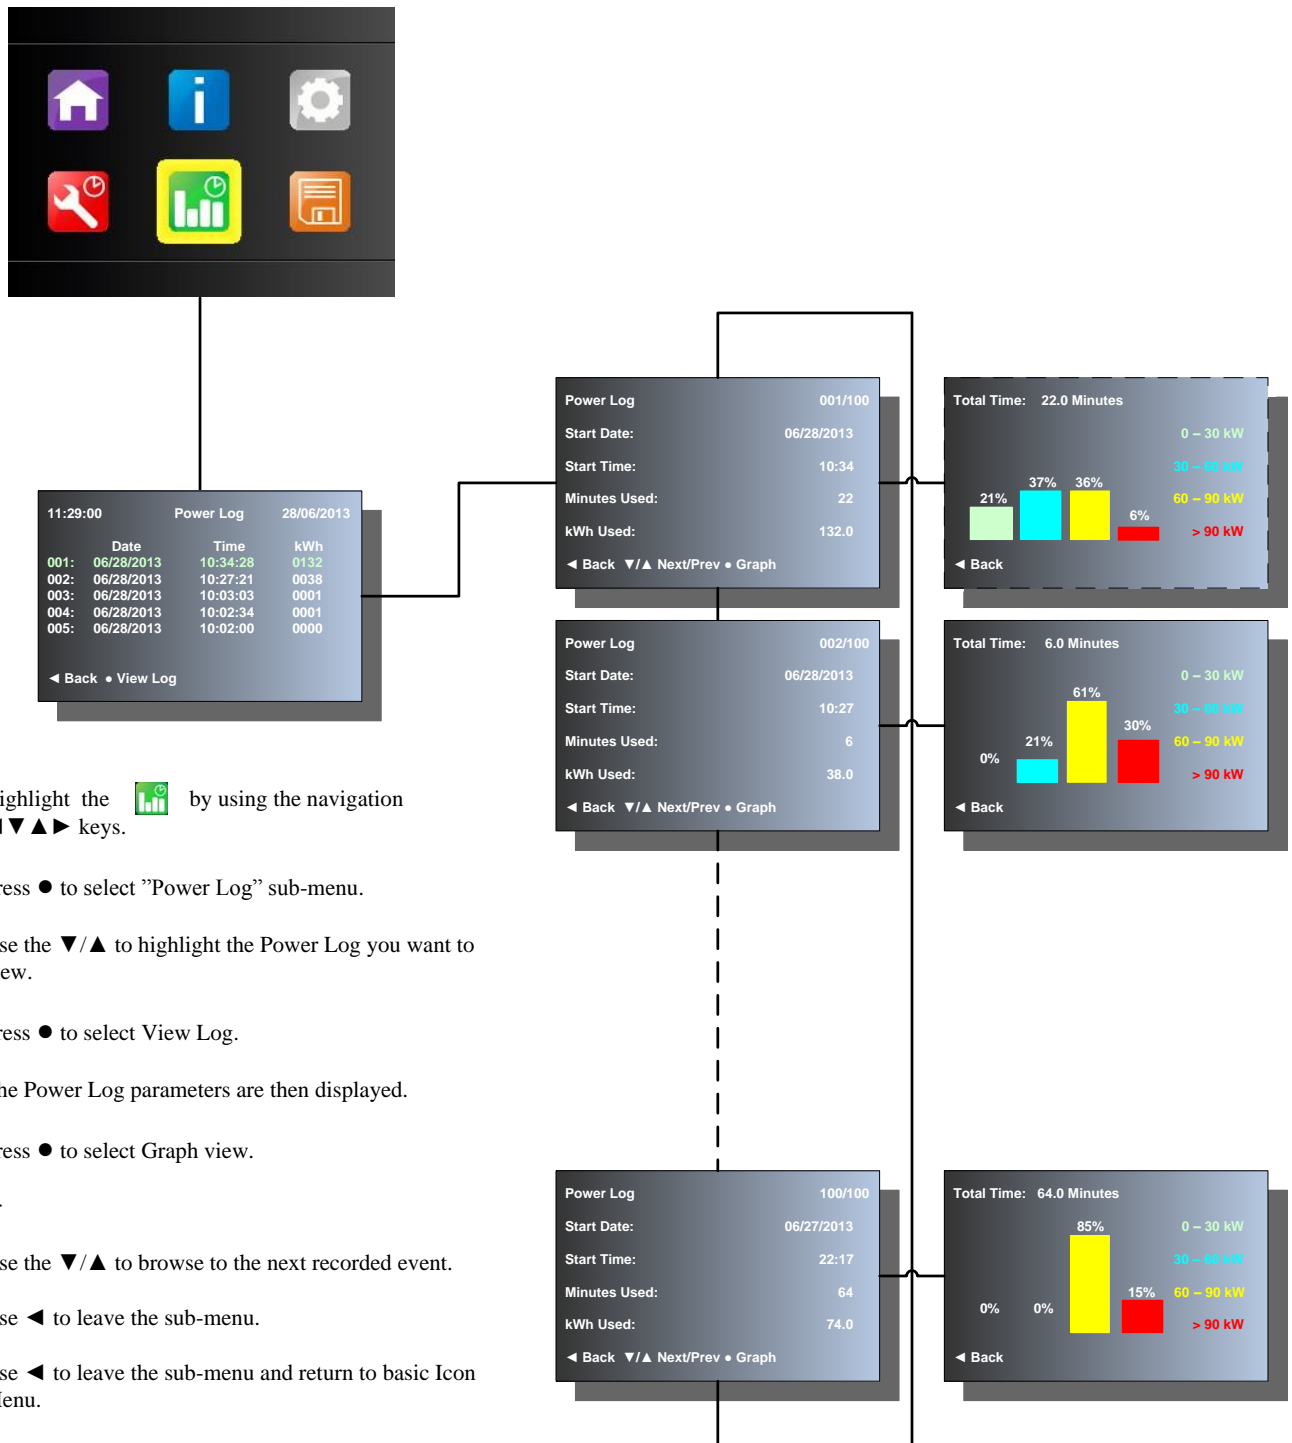 11:29:00 Power Log 28/06/2013
Date Time kWh
001: 06/28/2013 10:34:28 0132
002: 06/28/2013 10:27:21 0038
003: 06/28/2013 10:03:03 0001
004: 06/28/2013 10:02:34 0001
005: 06/28/2013 10:02:00 0000
◄ Back ● View Log
ighlight the by using the navigation
◄▼▲► keys.
ress ● to select ”Power Log” sub-menu.
se the ▼/▲ to highlight the Power Log you want to
ew.
ress ● to select View Log.
he Power Log parameters are then displayed.
ress ● to select Graph view.
.
se the ▼/▲ to browse to the next recorded event.
se ◄ to leave the sub-menu.
se ◄ to leave the sub-menu and return to basic Icon
enu.
Power Log 001/100
Start Date: 06/28/2013
Start Time: 10:34
Minutes Used: 22
kWh Used: 132.0
◄ Back ▼/▲ Next/Prev ● Graph
Total Time: 22.0 Minutes
0 – 30 kW
30 – 60 kW
60 – 90 kW
> 90 kW
21% 37% 36% 6%
◄ Back
Power Log 002/100
Start Date: 06/28/2013
Start Time: 10:27
Minutes Used: 6
kWh Used: 38.0
◄ Back ▼/▲ Next/Prev ● Graph
Total Time: 6.0 Minutes
0 – 30 kW
30 – 60 kW
60 – 90 kW
> 90 kW
0% 21% 61% 30%
◄ Back
Power Log 100/100
Start Date: 06/27/2013
Start Time: 22:17
Minutes Used: 64
kWh Used: 74.0
◄ Back ▼/▲ Next/Prev ● Graph
Total Time: 64.0 Minutes
0 – 30 kW
30 – 60 kW
60 – 90 kW
> 90 kW
0% 0% 85% 15%
◄ Back